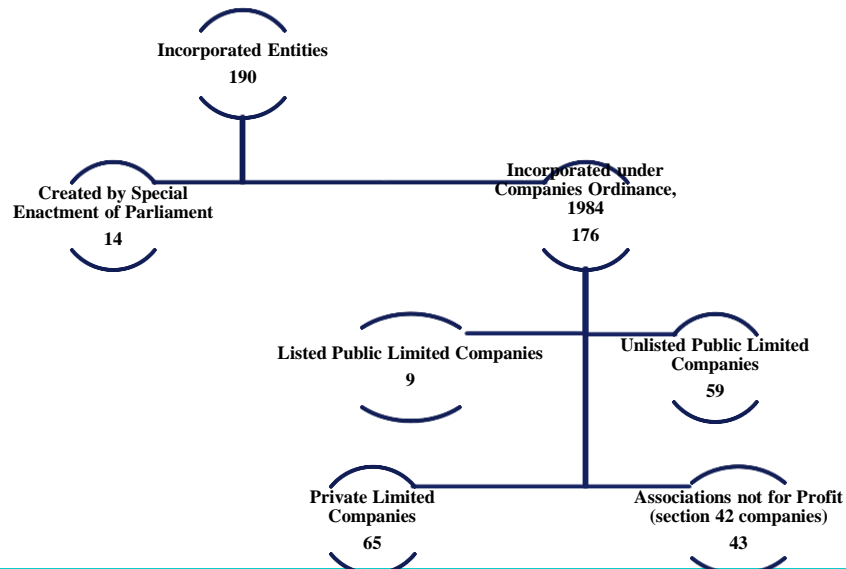 Incorporated Entities
190
Created by Special
Enactment of Parliament
14
Incorporated under
Companies Ordinance,
1984
176
Listed Public Limited Companies
9
Unlisted Public Limited
Companies
59
Private Limited
Companies
65
Associations not for Profit
(section 42 companies)
43